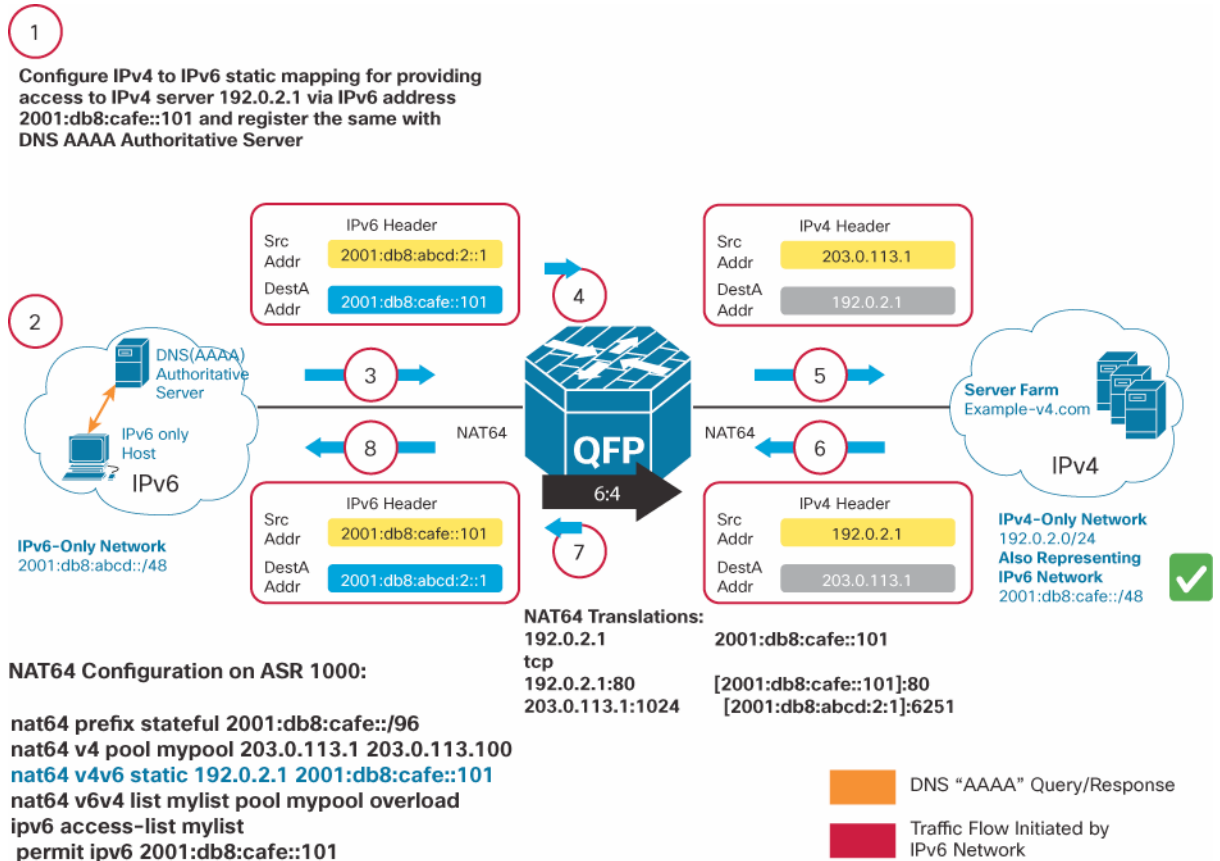 1
Configure IPv4 to IPv6 static mapping for providing
access to IPv4 server 192.0.2.1 via IPv6 address
2001:db8:cafe::101 and register the same with
DNS AAAA Authoritative Server
IPv6 Header
Src
Addr
2001:db8:abcd:2::1
DestA
Addr
2001:db8:cafe::101
4
IPv4 Header
Src
Addr
203.0.113.1
DestA
Addr
192.0.2.1
2
DNS(AAAA)
Authoritative
Server
IPv6 only
Host
IPv6
3
8
NAT64
QFP
6:4
NAT64
5
6
Server Farm
Example-v4.com
IPv4
IPv6-Only Network
2001:db8:abcd::/48
IPv6 Header
Src
Addr
2001:db8:cafe::101
DestA
Addr
2001:db8:abcd:2::1
7
IPv4 Header
Src
Addr
192.0.2.1
DestA
Addr
203.0.113.1
IPv4-Only Network
192.0.2.0/24
Also Representing
IPv6 Network
2001:db8:cafe::/48
NAT64 Translations:
192.0.2.1 2001:db8:cafe::101
tcp
192.0.2.1:80 [2001:db8:cafe::101]:80
203.0.113.1:1024 [2001:db8:abcd:2:1]:6251
NAT64 Configuration on ASR 1000:
nat64 prefix stateful 2001:db8:cafe::/96
nat64 v4 pool mypool 203.0.113.1 203.0.113.100
nat64 v4v6 static 192.0.2.1 2001:db8:cafe::101
nat64 v6v4 list mylist pool mypool overload
ipv6 access-list mylist
permit ipv6 2001:db8:cafe::101
DNS “AAAA” Query/Response
Traffic Flow Initiated by
IPv6 Network